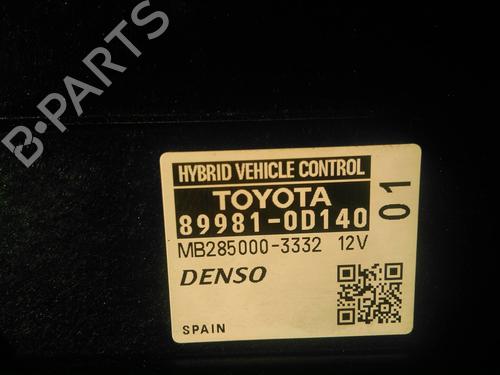 B-PARTS
HYBRID VEHICLE CONTROL
TOYOTA
89981-0D140
01
MB285000-3332 12V
DENSO
SPAIN